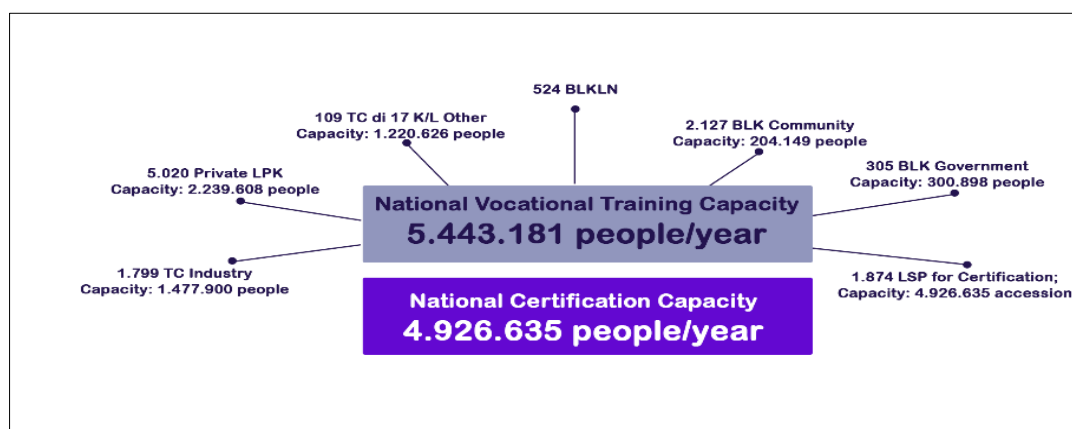 524 BLKLN
109 TC di 17 K/L Other
Capacity: 1.220.626 people
2.127 BLK Community
Capacity: 204.149 people
5.020 Private LPK
Capacity: 2.239.608 people
305 BLK Government
Capacity: 300.898 people
National Vocational Training Capacity
5.443.181 people/year
1.799 TC Industry
Capacity: 1.477.900 people
1.874 LSP for Certification;
Capacity: 4.926.635 accession
National Certification Capacity
4.926.635 people/year